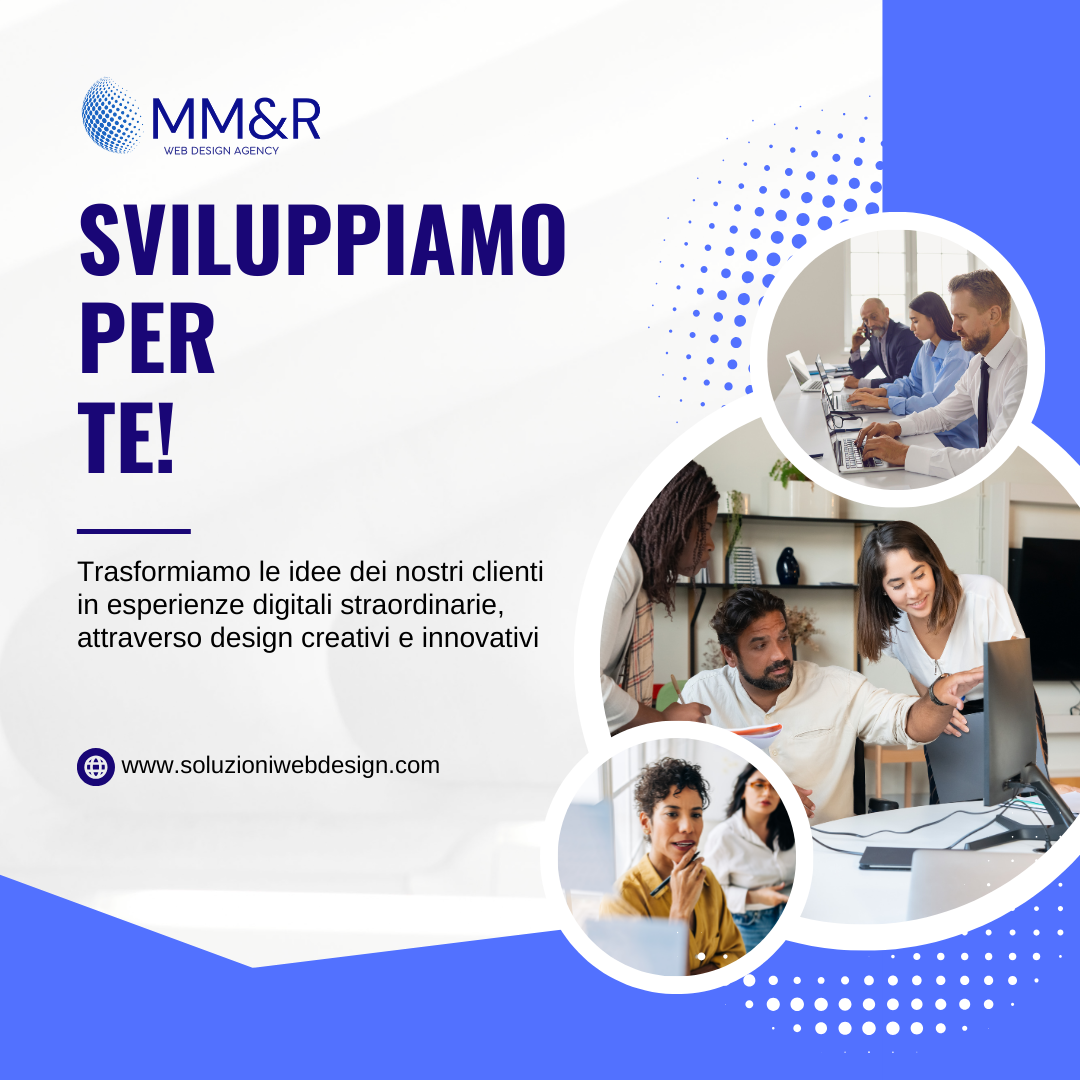 MM&R
WEB DESIGN AGENCY
SVILUPPIAMO
PER
TE!
Trasformiamo le idee dei nostri clienti
in esperienze digitali straordinarie,
attraverso design creativi e innovativi
www.soluzioniwebdesign.com